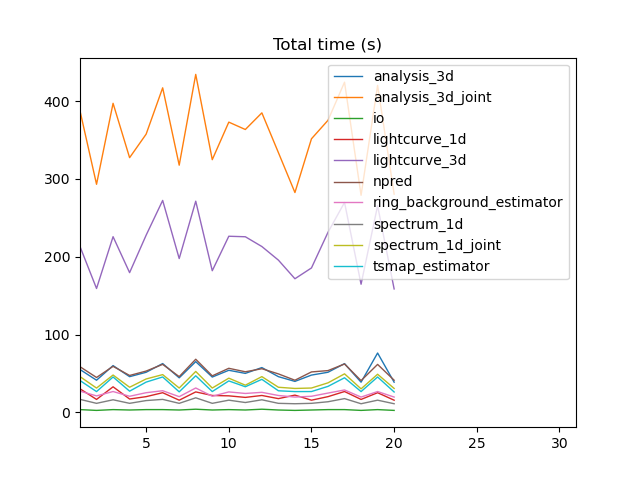 Total time (s)
400
300
200
100
0
5
10
15
20
25
30
analysis_3d
analysis_3d_joint
io
lightcurve_1d
lightcurve_3d
npred
ring_background_estimator
spectrum_1d
spectrum_1d_joint
tsmap_estimator